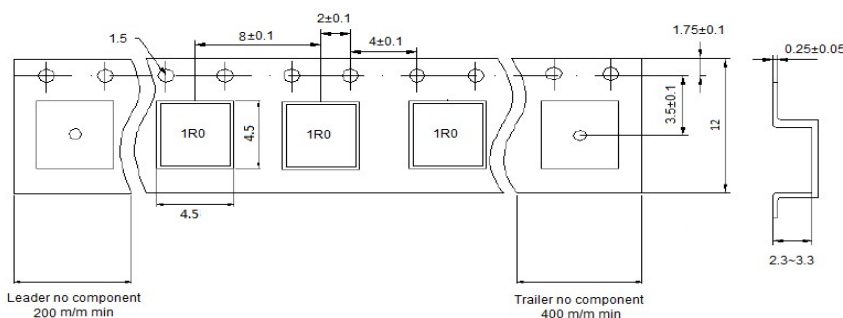 2±0.1
1.75±0.1
1.5
8±0.1
4±0.1
0.25±0.05
3.5±0.1
12
1R0
4.5
1R0
1R0
4.5
2.3~3.3
Leader no component
200 m/m min
Trailer no component
400 m/m min